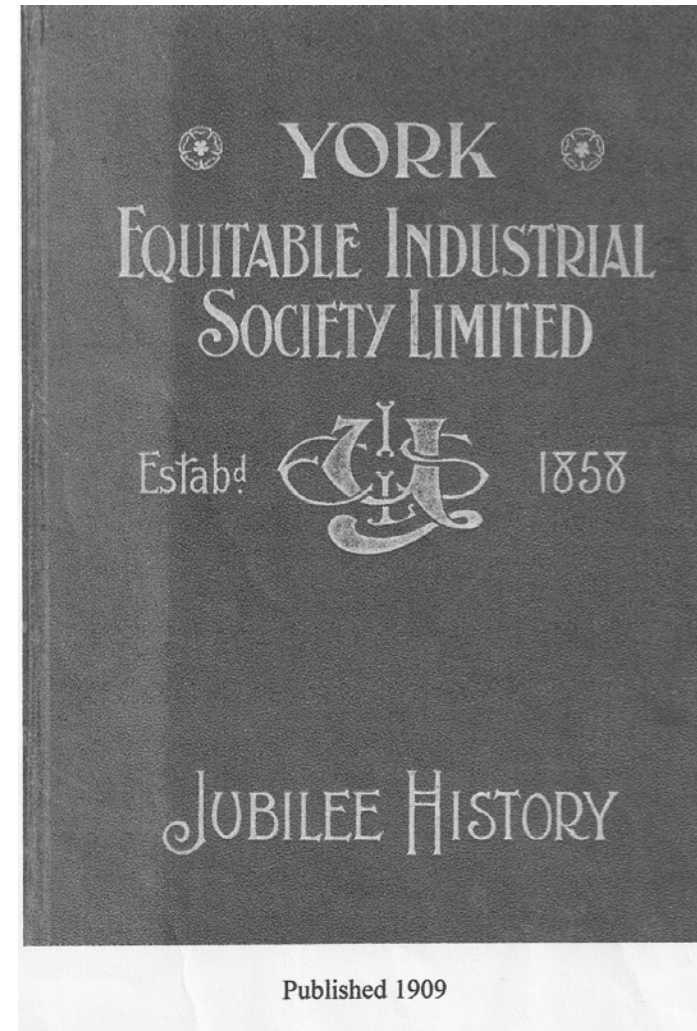 YORK
EQUITABLE INDUSTRIAL
SOCIETY LIMITED
Estabd 1858
JUBILEE HISTORY
Published 1909